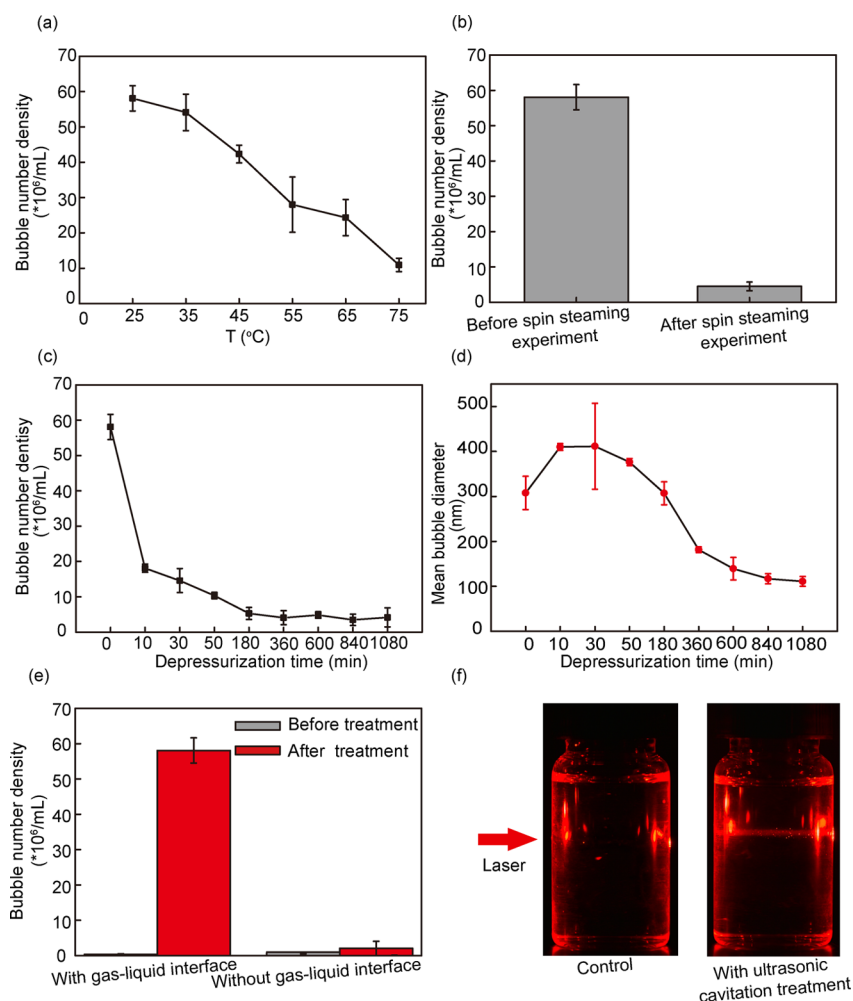 (a)
Bubble number density
(*10⁶/mL)
70
60
50
40
30
20
10
0
0 25 35 45 55 65 75
T (°C)
(b)
Bubble number density
(*10⁶/mL)
70
60
50
40
30
20
10
0
Before spin steaming
experiment
After spin steaming
experiment
(c)
Bubble number dentisy
(*10⁶/mL)
70
60
50
40
30
20
10
0
0 10 30 50 180 360 600 840 1080
Depressurization time (min)
(d)
Mean bubble diameter
(nm)
500
400
300
200
100
0
0 10 30 50 180 360 600 840 1080
Depressurization time (min)
(e)
Bubble number density
(*10⁶/mL)
70
60
50
40
30
20
10
0
Before treatment
After treatment
With gas-liquid interface
Without gas-liquid interface
(f)
Laser
Control
With ultrasonic
cavitation treatment